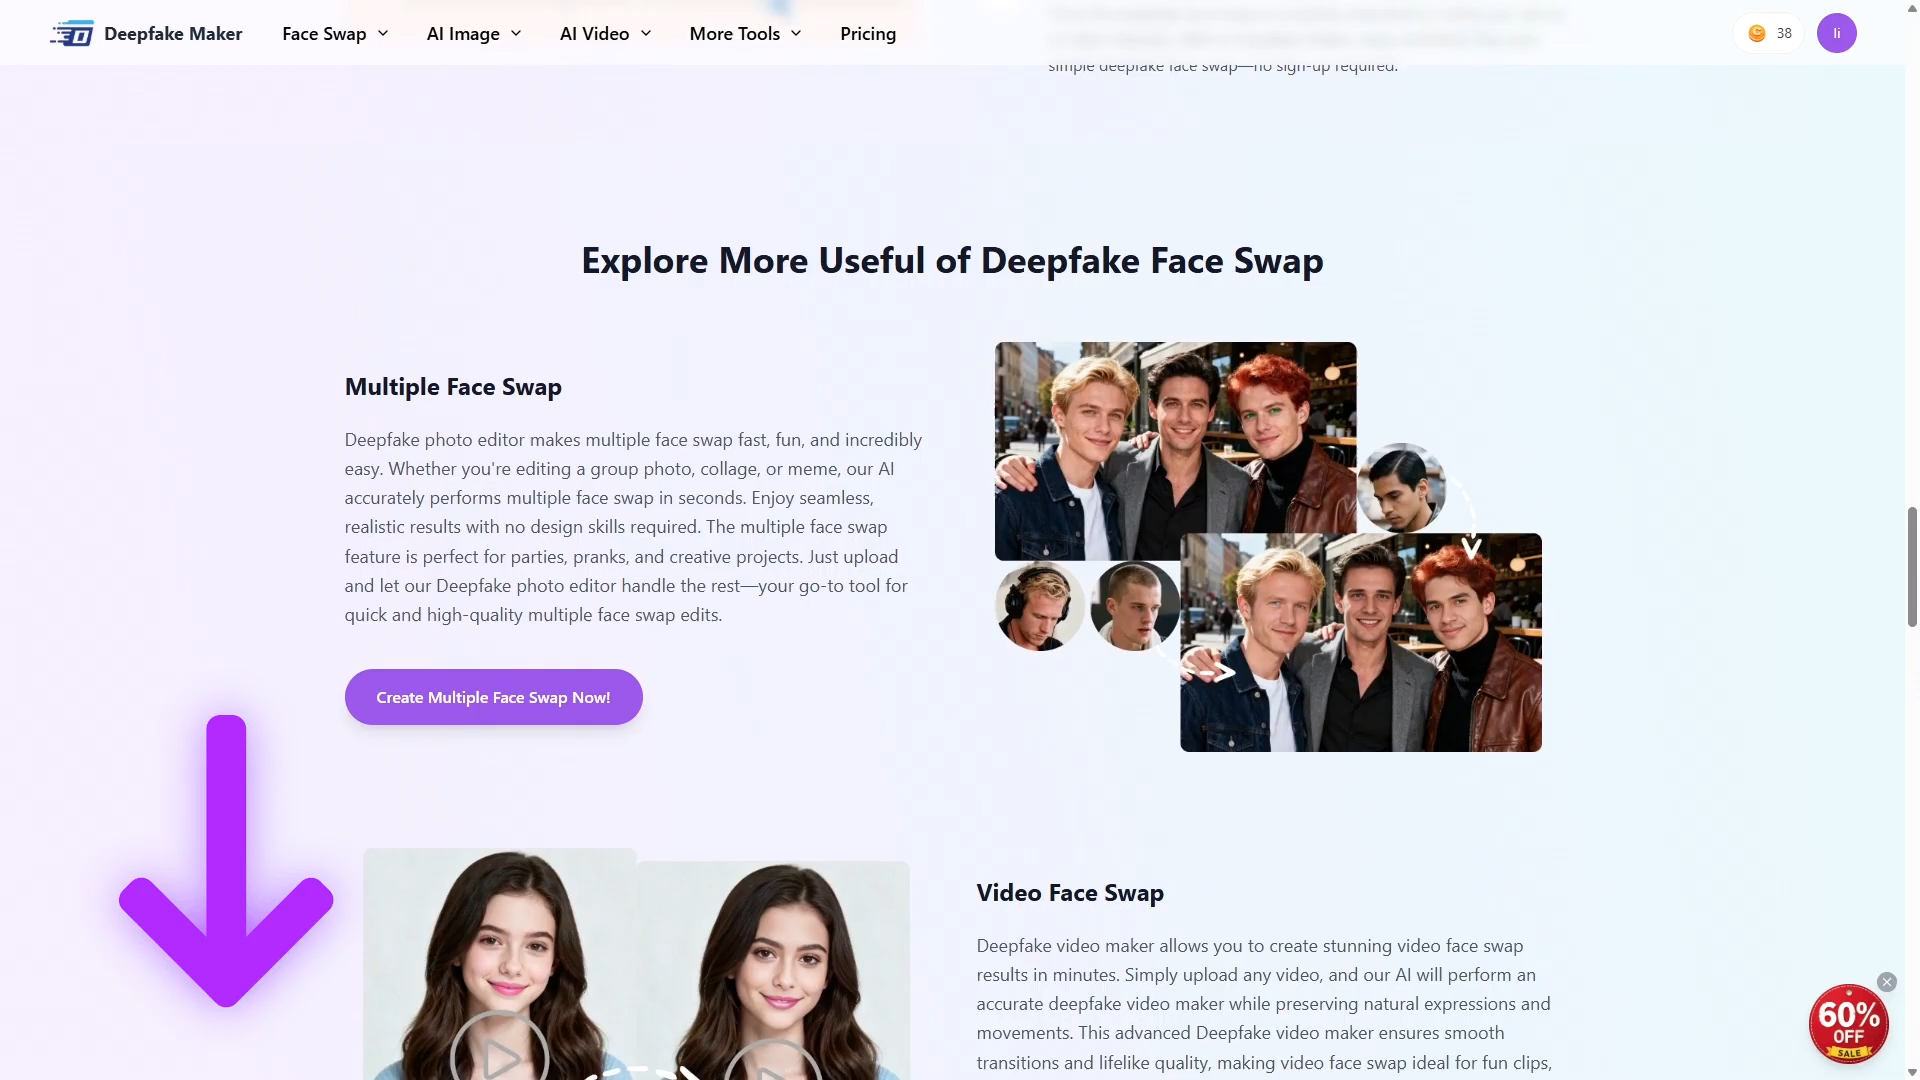 Deepfake Maker
Face Swap
AI Image
AI Video
More Tools
Pricing
38
li
simple deepfake face swap—no sign-up required.
Explore More Useful of Deepfake Face Swap
Multiple Face Swap
Deepfake photo editor makes multiple face swap fast, fun, and incredibly
easy. Whether you're editing a group photo, collage, or meme, our AI
accurately performs multiple face swap in seconds. Enjoy seamless,
realistic results with no design skills required. The multiple face swap
feature is perfect for parties, pranks, and creative projects. Just upload
and let our Deepfake photo editor handle the rest—your go-to tool for
quick and high-quality multiple face swap edits.
Create Multiple Face Swap Now!
Video Face Swap
Deepfake video maker allows you to create stunning video face swap
results in minutes. Simply upload any video, and our AI will perform an
accurate deepfake video maker while preserving natural expressions and
movements. This advanced Deepfake video maker ensures smooth
transitions and lifelike quality, making video face swap ideal for fun clips,
60%
OFF
SALE